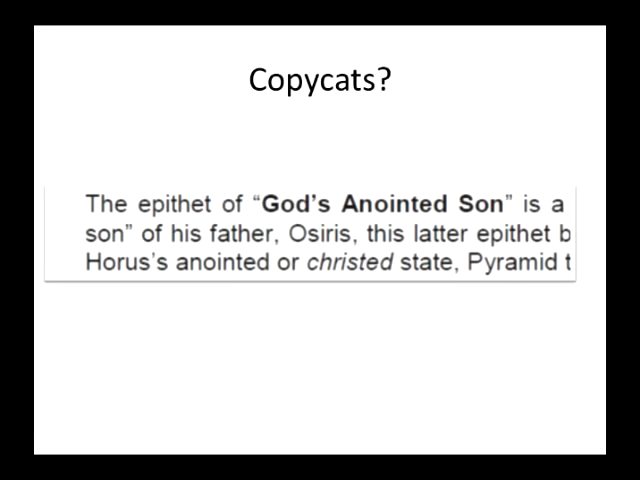 Copycats?
The epithet of “God’s Anointed Son” is a
son” of his father, Osiris, this latter epithet
Horus’s anointed or christed state, Pyramid